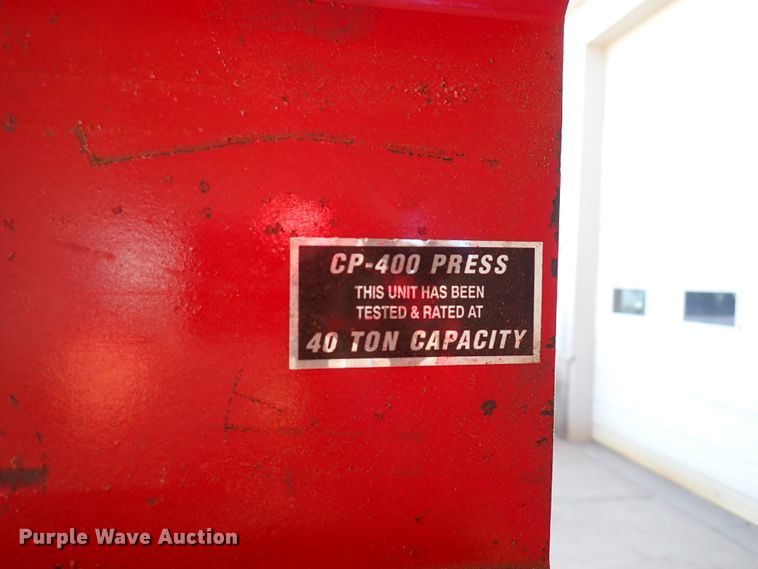 CP-400 PRESS
THIS UNIT HAS BEEN
TESTED & RATED AT
40 TON CAPACITY
Purple Wave Auction